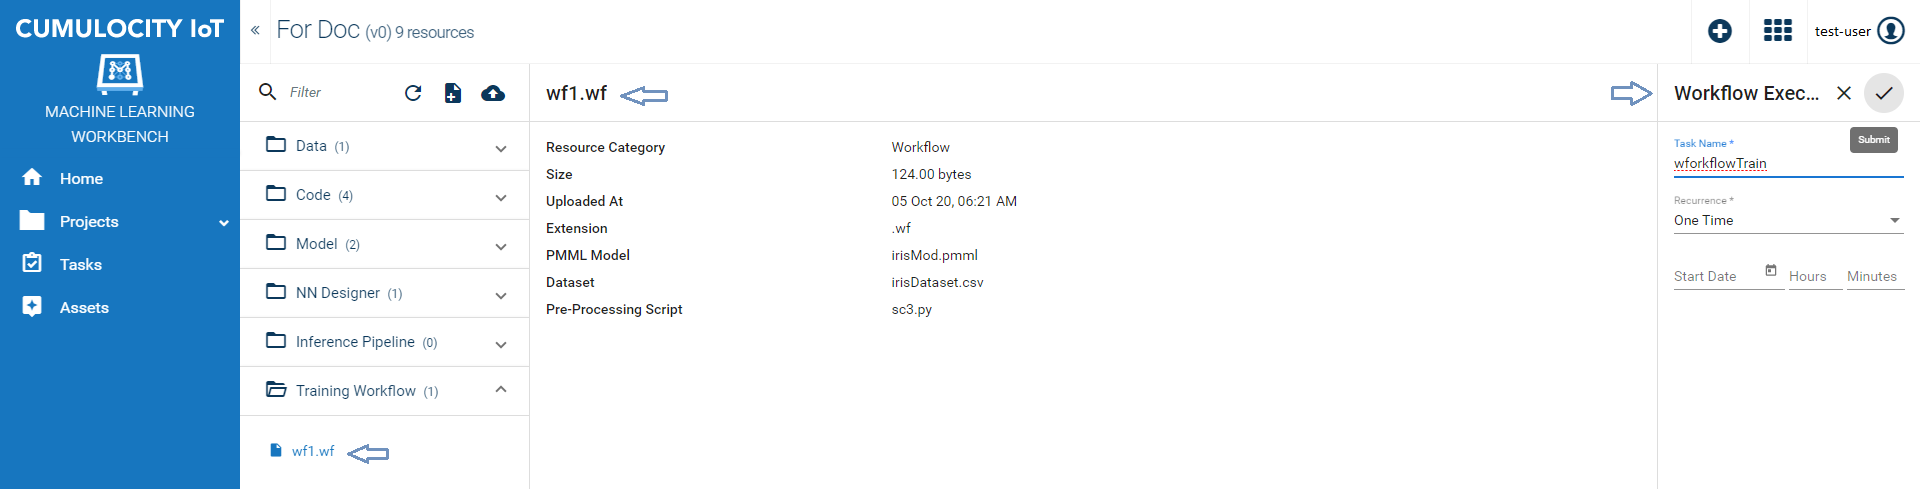 CUMULOCITY IoT
MACHINE LEARNING
WORKBENCH
Home
Projects
Tasks
Assets
For Doc (v0) 9 resources
test-user
Filter
Data (1)
Code (4)
Model (2)
NN Designer (1)
Inference Pipeline (0)
Training Workflow (1)
wf1.wf
wf1.wf
Resource Category Workflow
Size 124.00 bytes
Uploaded At 05 Oct 20, 06:21 AM
Extension .wf
PMML Model irisMod.pmml
Dataset irisDataset.csv
Pre-Processing Script sc3.py
Workflow Exec...
Submit
Task Name *
wforkflowTrain
Recurrence *
One Time
Start Date Hours Minutes